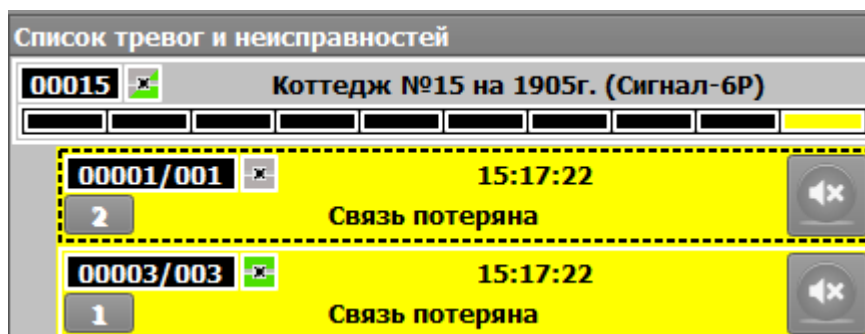 Список тревог и неисправностей
00015 Коттедж №15 на 1905г. (Сигнал-6Р)
00001/001 15:17:22
2 Связь потеряна
00003/003 15:17:22
1 Связь потеряна